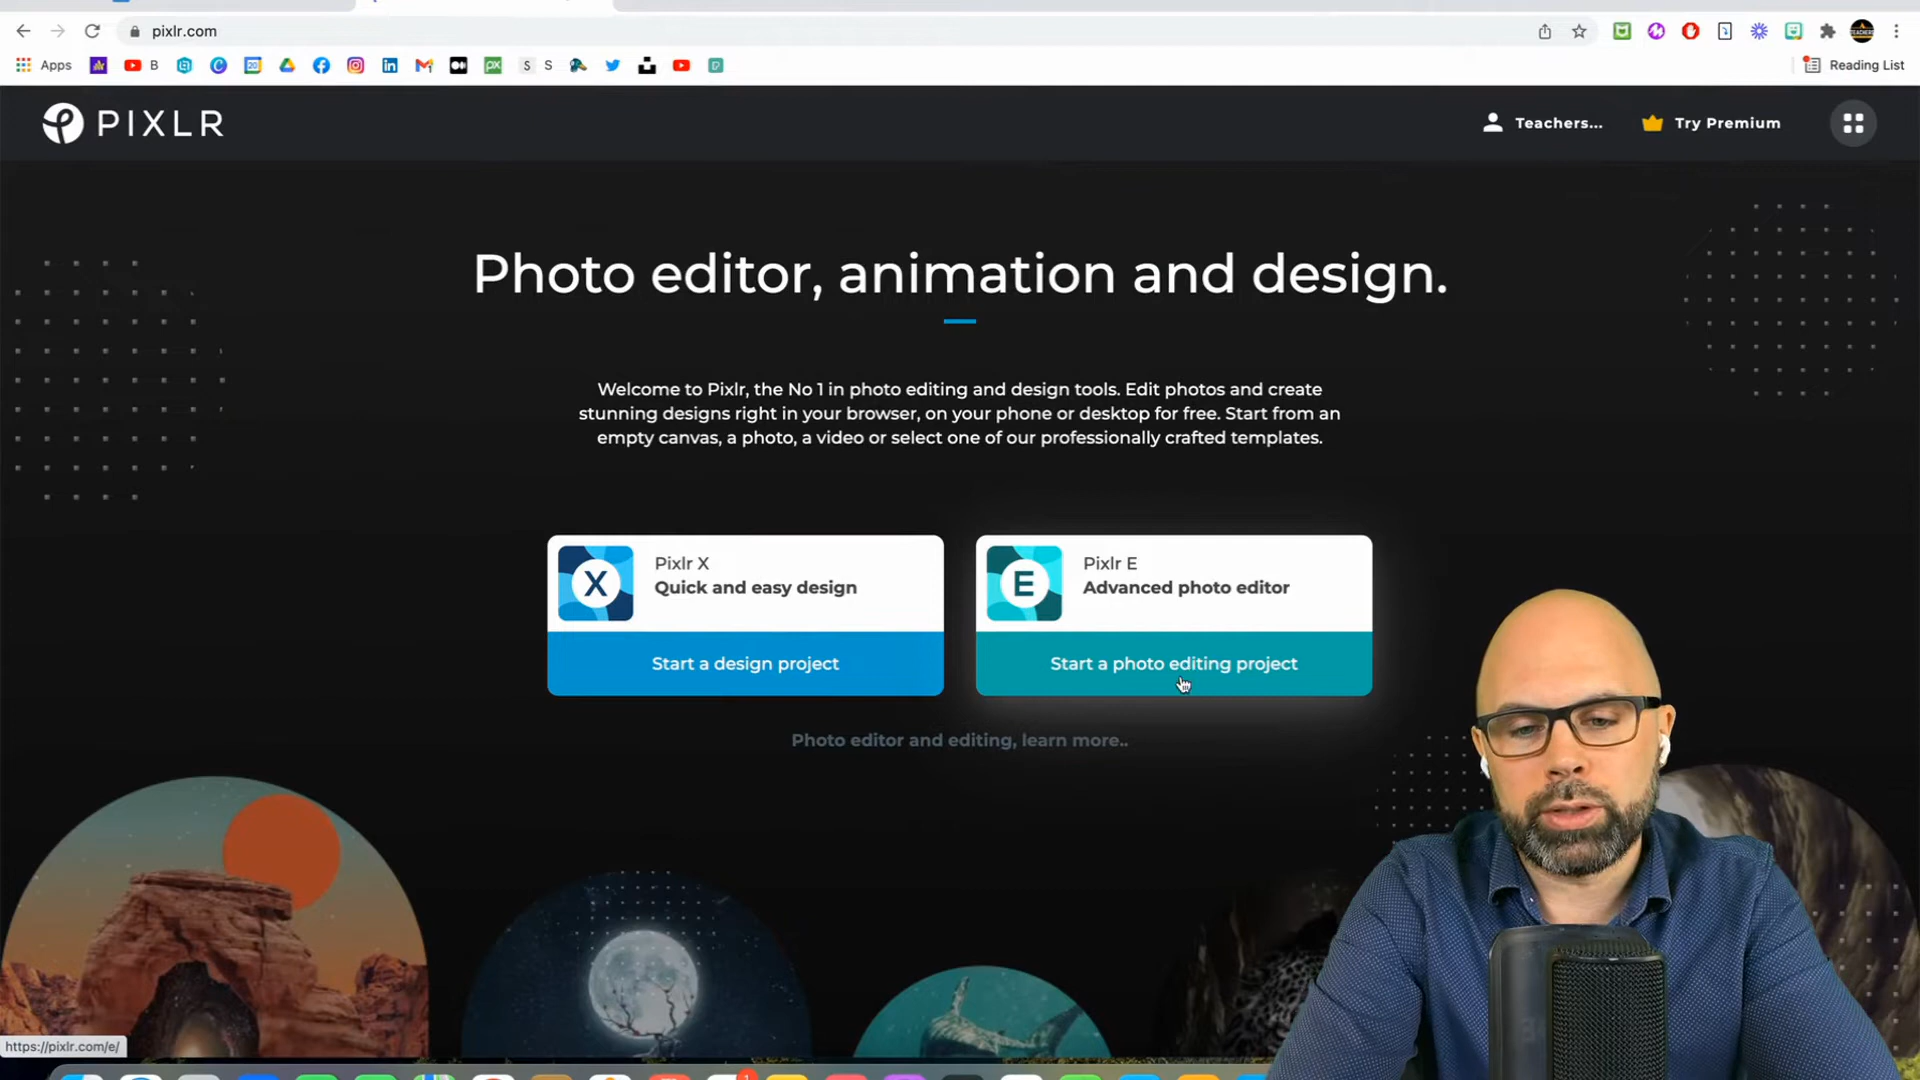 pixlr.com
Apps
B
20
S
S
Reading List
PIXLR
Teachers...
Try Premium
Photo editor, animation and design.
Welcome to Pixlr, the No 1 in photo editing and design tools. Edit photos and create
stunning designs right in your browser, on your phone or desktop for free. Start from an
empty canvas, a photo, a video or select one of our professionally crafted templates.
X
Pixlr X
Quick and easy design
Start a design project
E
Pixlr E
Advanced photo editor
Start a photo editing project
Photo editor and editing, learn more..
https://pixlr.com/e/
1